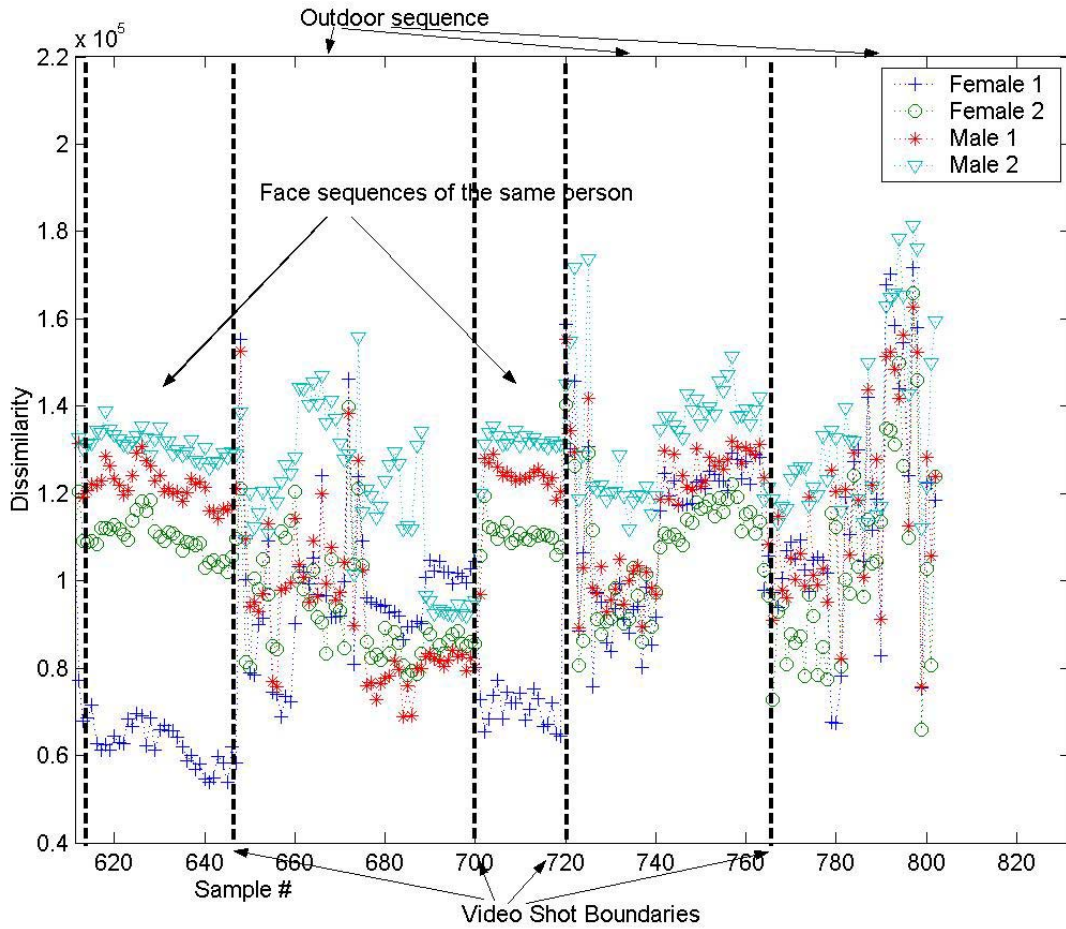 Outdoor sequence
x 10⁵
2.2
2
1.8
1.6
1.4
1.2
1
0.8
0.6
0.4
Dissimilarity
Female 1
Female 2
Male 1
Male 2
Face sequences of the same person
620 640 660 680 700 720 740 760 780 800 820
Sample #
Video Shot Boundaries